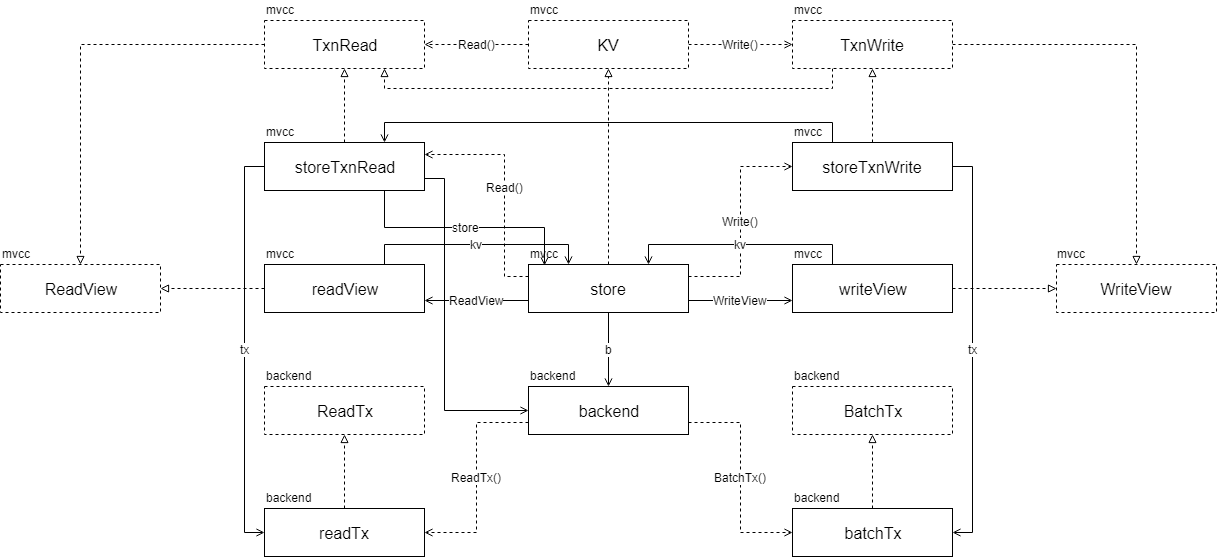 mvcc
mvcc
mvcc
TxnRead
Read()
KV
Write()
TxnWrite
mvcc
mvcc
storeTxnRead
storeTxnWrite
Read()
Write()
store
kv
kv
mvcc
mvcc
mvcc
mvcc
mvcc
ReadView
readView
store
writeView
WriteView
ReadView
WriteView
tx
b
tx
backend
backend
backend
ReadTx
backend
BatchTx
ReadTx()
BatchTx()
backend
backend
readTx
batchTx